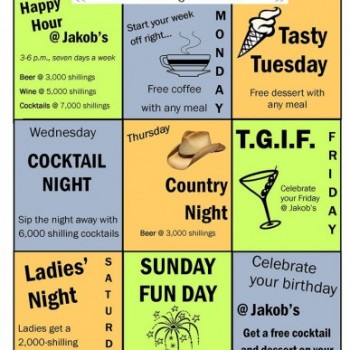 Happy
Hour
@ Jakob's
3-6 p.m., seven days a week
Beer @ 3,000 shillings
Wine @ 5,000 shillings
Cocktails @ 7,000 shillings
Start your week
off right...
MONDAY
Free coffee
with any meal
Tasty
Tuesday
Free dessert with
any meal
Wednesday
COCKTAIL
NIGHT
Sip the night away with
6,000 shilling cocktails
Thursday
Country
Night
Beer @ 3,000 shillings
T.G.I.F.
FRIDAY
Celebrate
your Friday
@ Jakob's
Ladies'
Night
SATURD
Ladies get a
2,000-shilling
SUNDAY
FUN DAY
Celebrate
your birthday
@ Jakob's
Get a free cocktail
and dessert on your